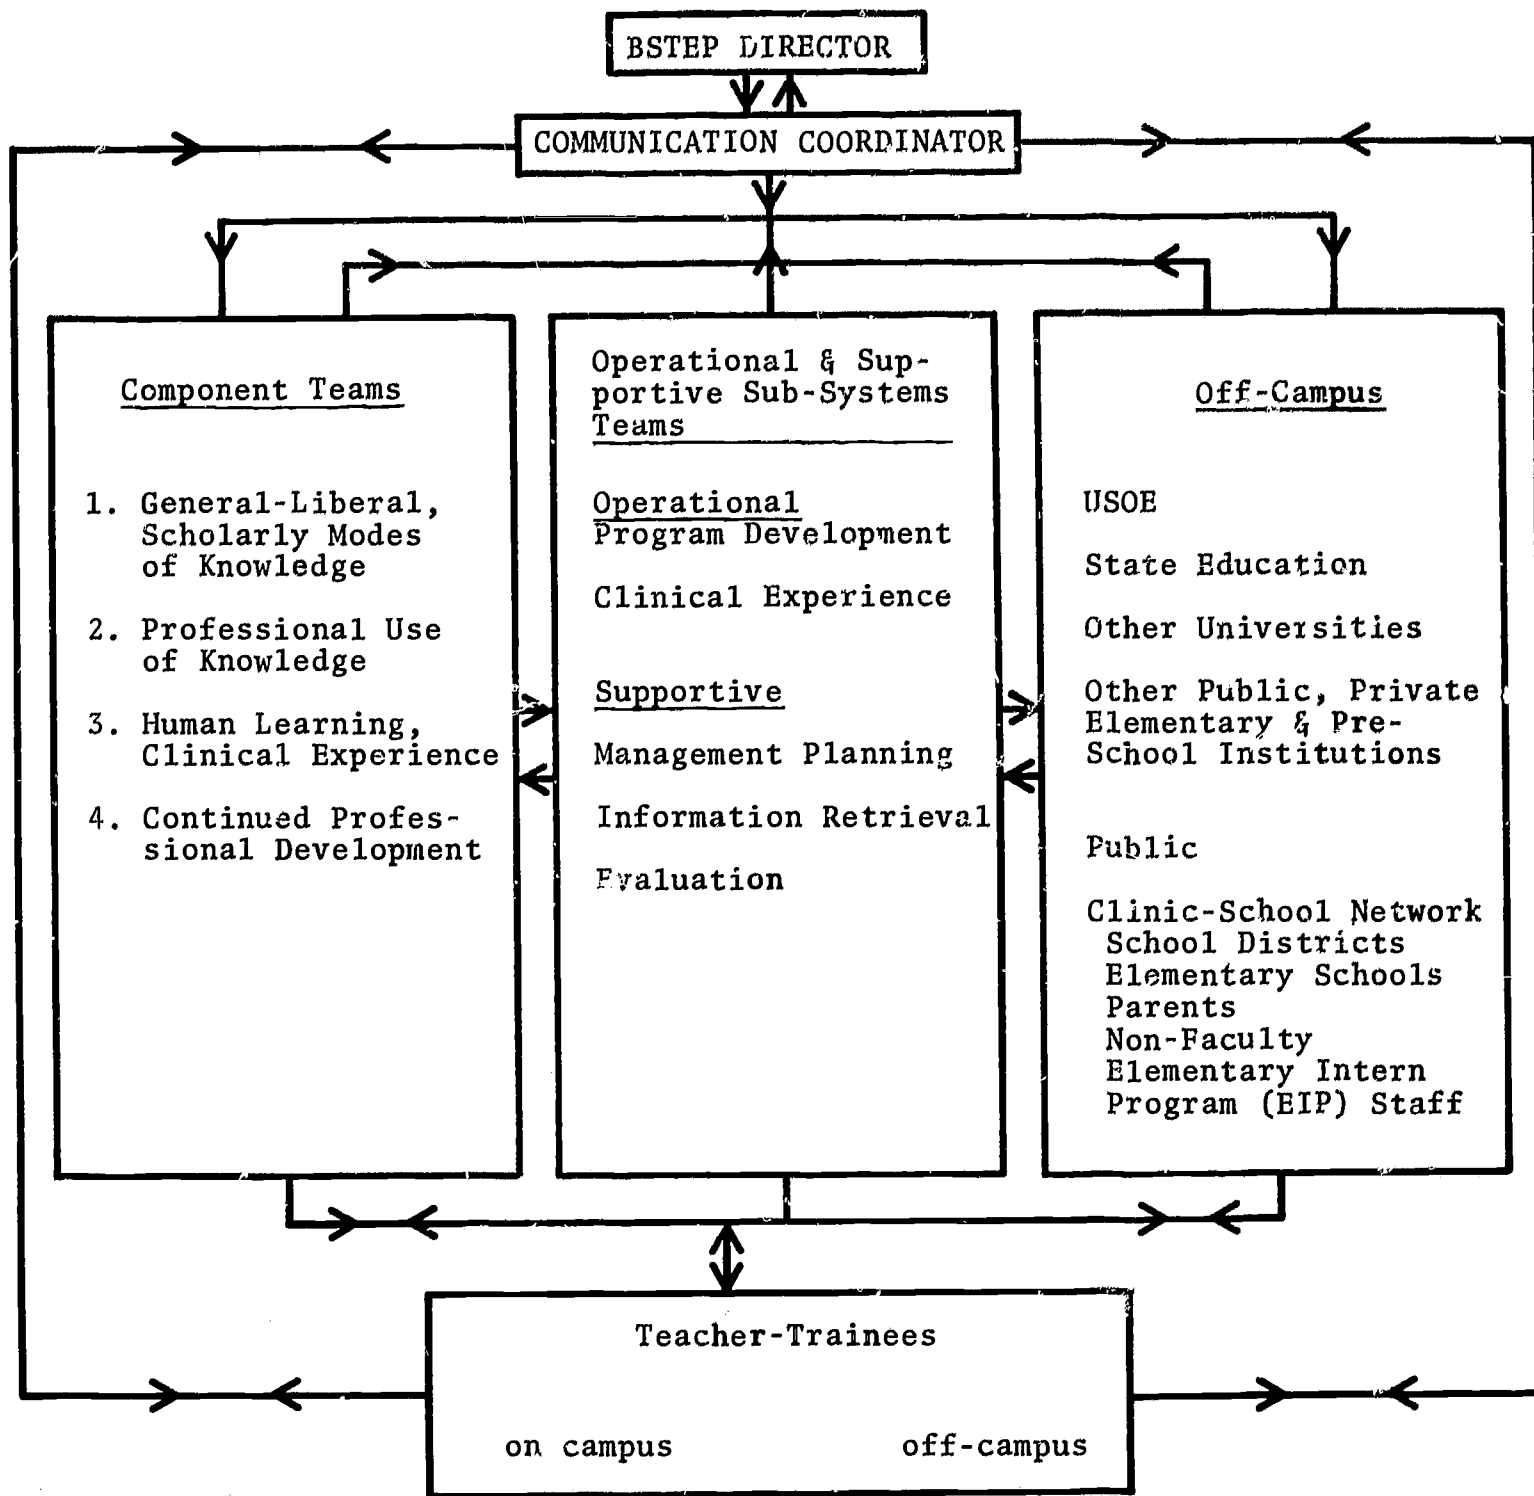 BSTEP DIRECTOR
COMMUNICATION COORDINATOR
Component Teams
1. General-Liberal,
Scholarly Modes
of Knowledge
2. Professional Use
of Knowledge
3. Human Learning,
Clinical Experience
4. Continued Profes-
sional Development
Operational & Sup-
portive Sub-Systems
Teams
Operational
Program Development
Clinical Experience
Supportive
Management Planning
Information Retrieval
Evaluation
Off-Campus
USOE
State Education
Other Universities
Other Public, Private
Elementary & Pre-
School Institutions
Public
Clinic-School Network
School Districts
Elementary Schools
Parents
Non-Faculty
Elementary Intern
Program (EIP) Staff
Teacher-Trainees
on campus
off-campus